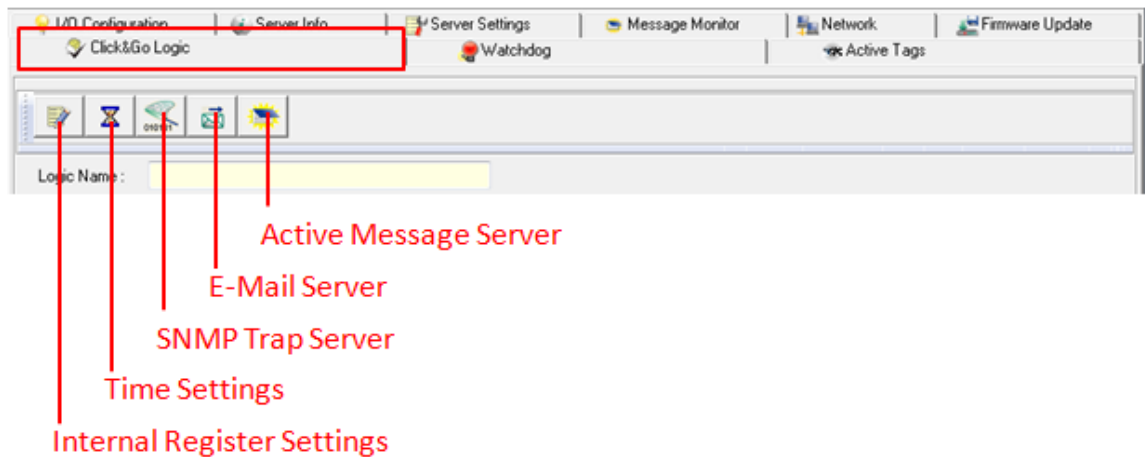 I/O Configuration Server Info Server Settings Message Monitor Network Firmware Update
Click&Go Logic Watchdog Active Tags
010101
Logic Name :
Active Message Server
E-Mail Server
SNMP Trap Server
Time Settings
Internal Register Settings